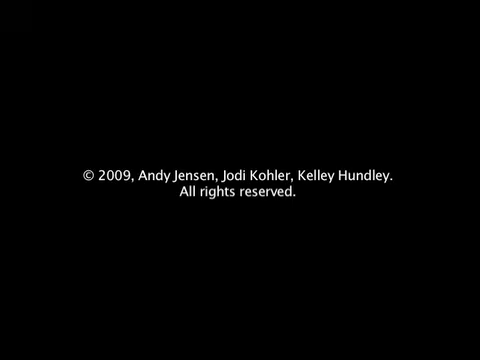 © 2009, Andy Jensen, Jodi Kohler, Kelley Hundley.
All rights reserved.